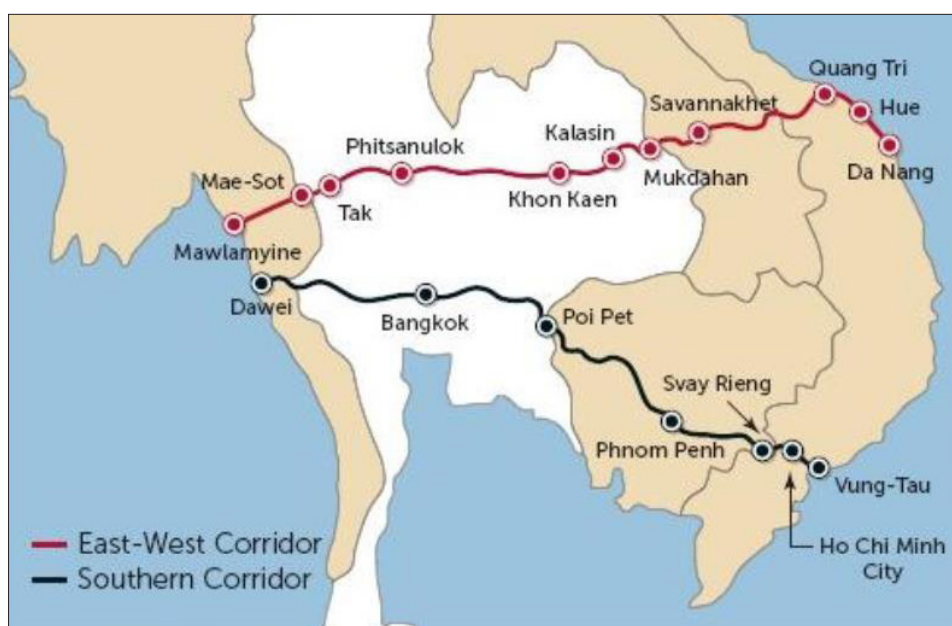 Quang Tri
Savannakhet
Hue
Kalasin
Phitsanulok
Mae-Sot
Da Nang
Mukdahan
Khon Kaen
Tak
Mawlamyine
Dawei
Bangkok
Poi Pet
Svay Rieng
Phnom Penh
Vung-Tau
East-West Corridor
Southern Corridor
Ho Chi Minh
City